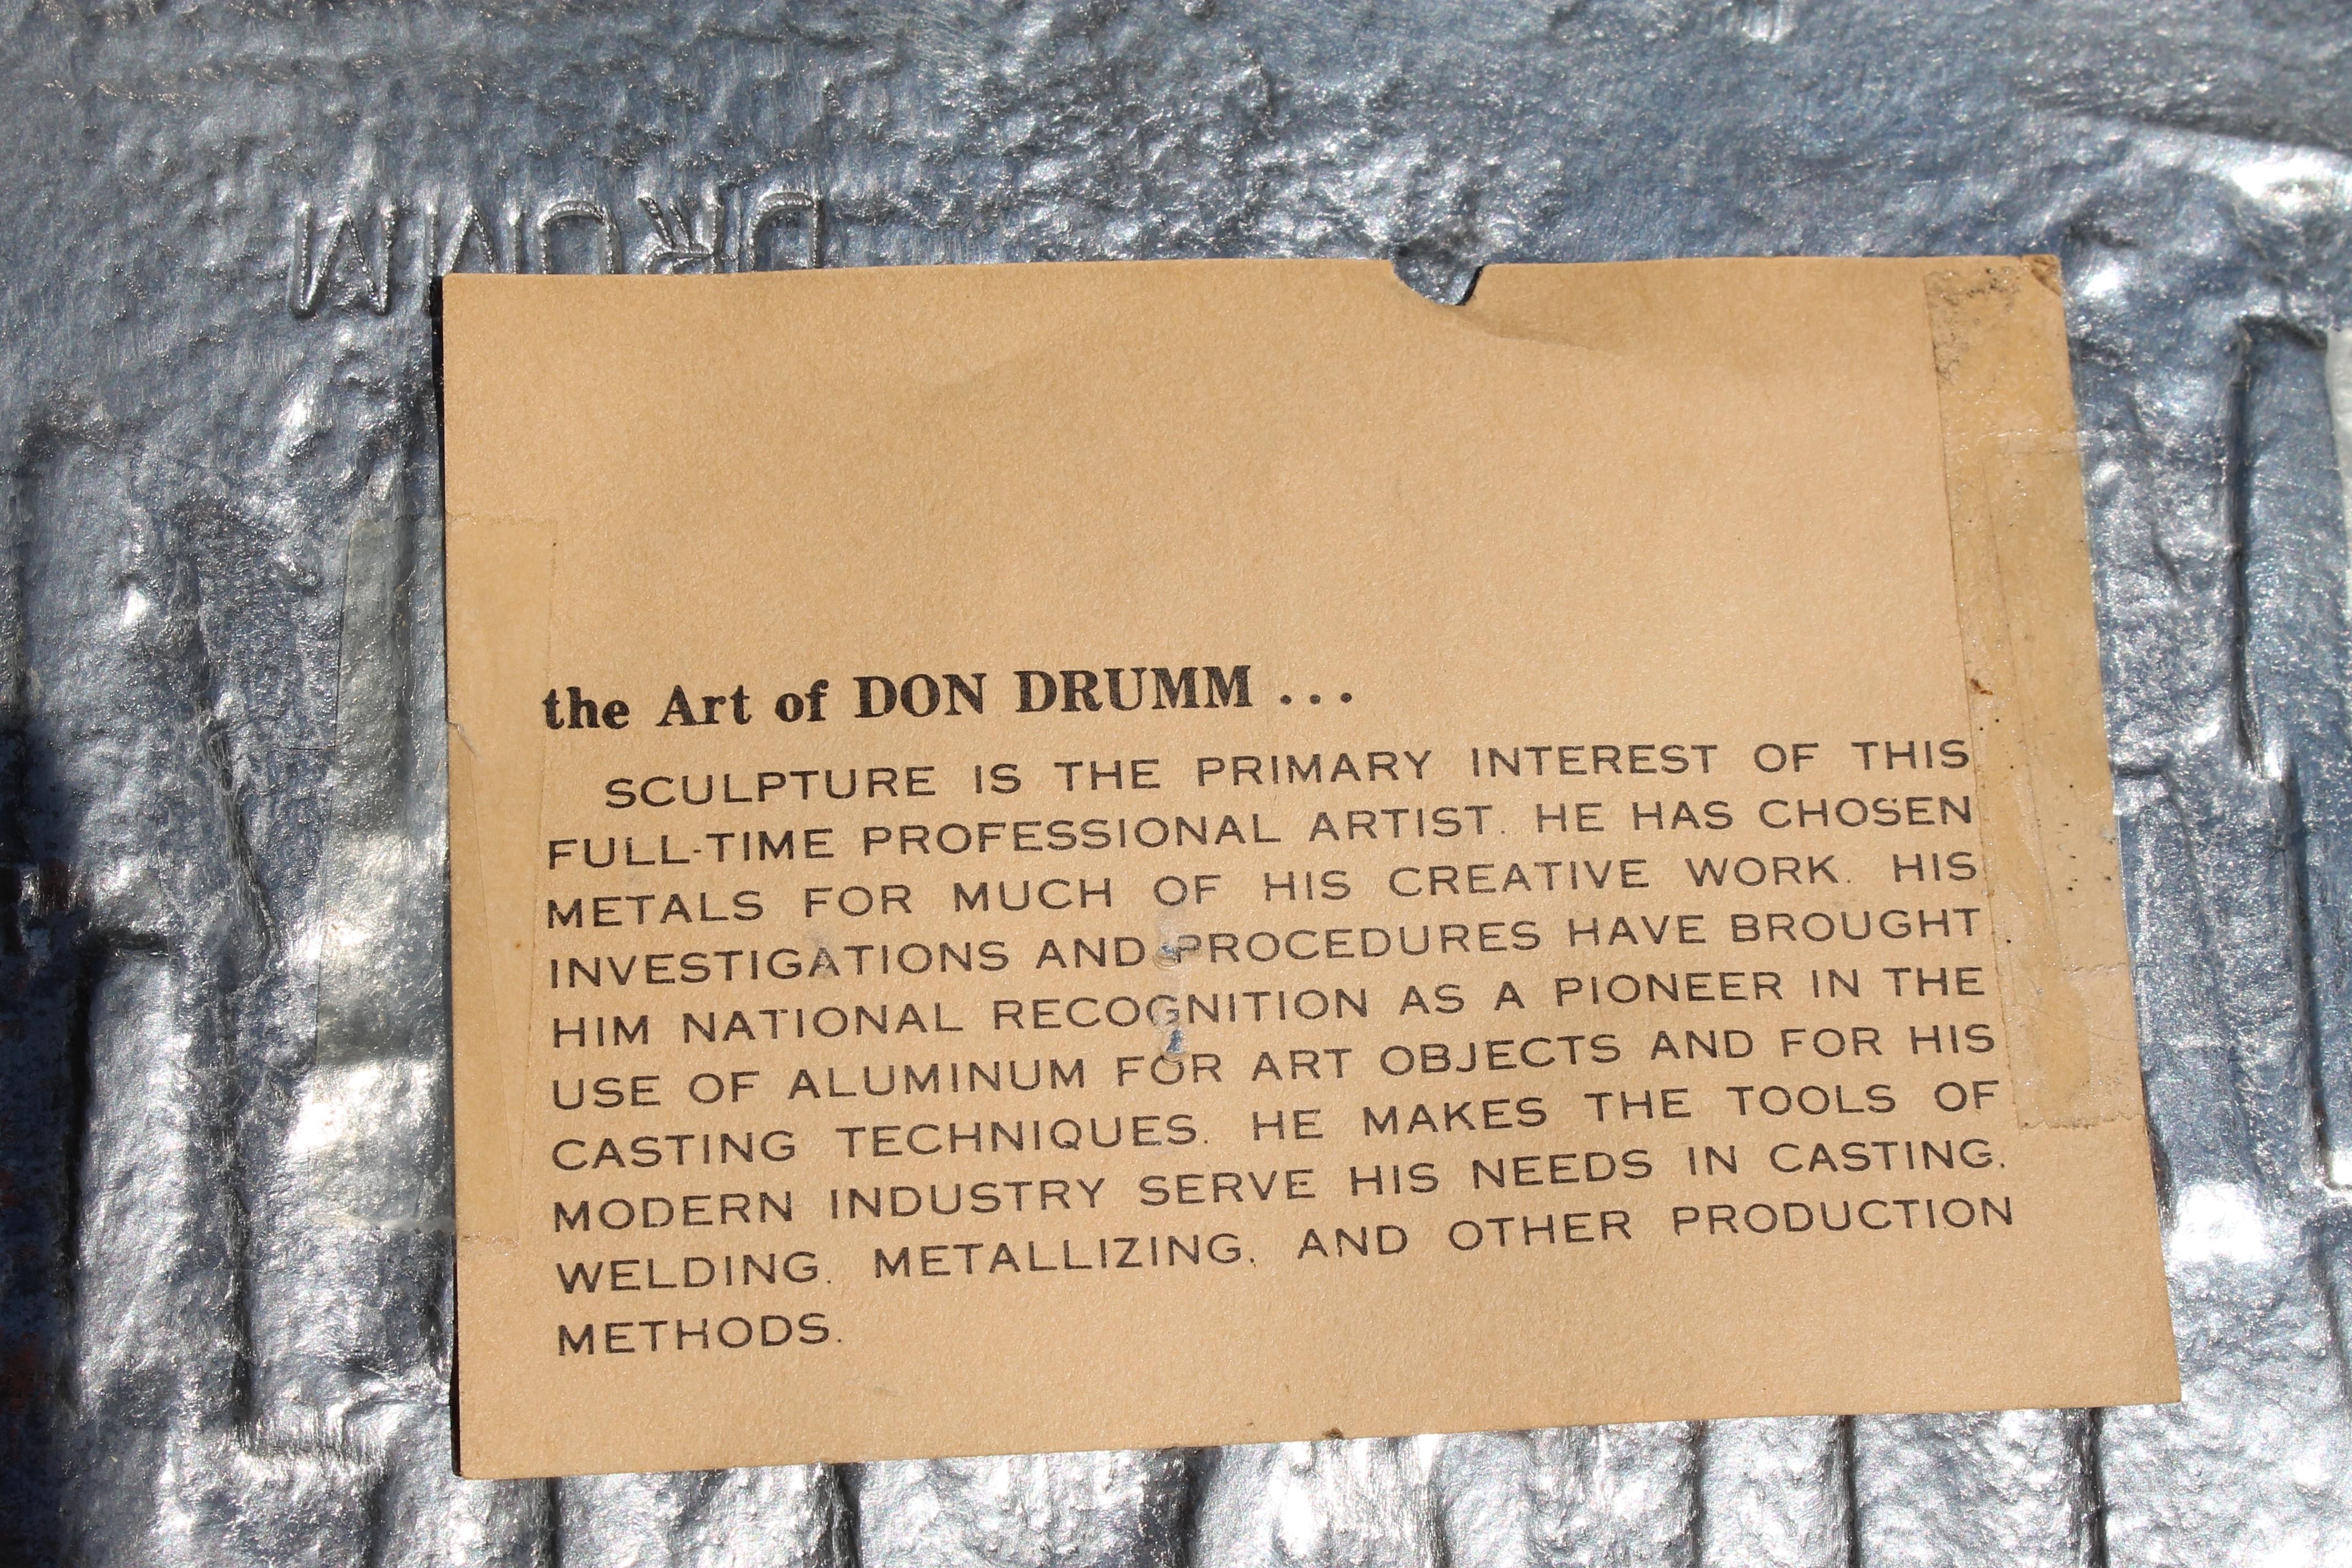 DRUMM
the Art of DON DRUMM ...
SCULPTURE IS THE PRIMARY INTEREST OF THIS
FULL-TIME PROFESSIONAL ARTIST. HE HAS CHOSEN
METALS FOR MUCH OF HIS CREATIVE WORK. HIS
INVESTIGATIONS AND PROCEDURES HAVE BROUGHT
HIM NATIONAL RECOGNITION AS A PIONEER IN THE
USE OF ALUMINUM FOR ART OBJECTS AND FOR HIS
CASTING TECHNIQUES. HE MAKES THE TOOLS OF
MODERN INDUSTRY SERVE HIS NEEDS IN CASTING,
WELDING, METALLIZING, AND OTHER PRODUCTION
METHODS.